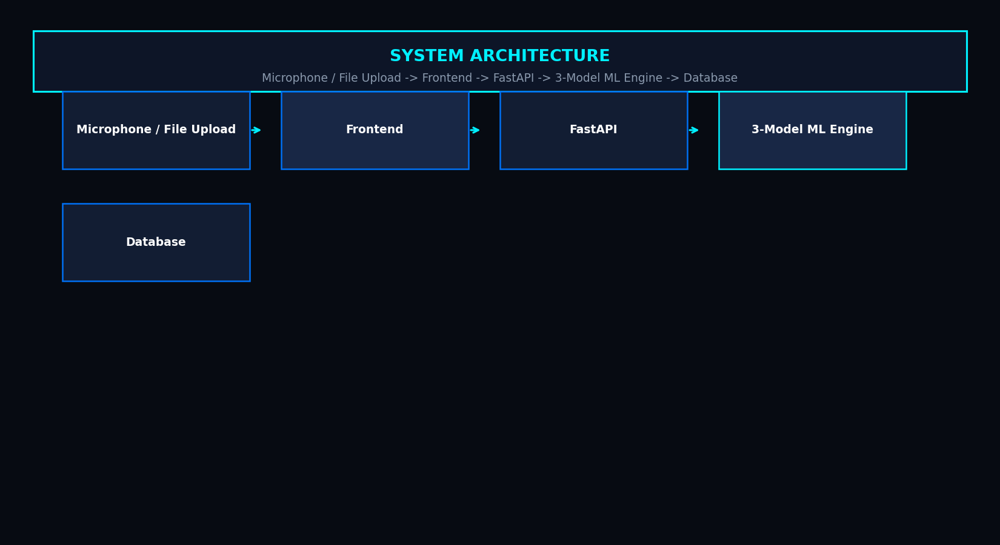 SYSTEM ARCHITECTURE
Microphone / File Upload -> Frontend -> FastAPI -> 3-Model ML Engine -> Database
Microphone / File Upload
Frontend
FastAPI
3-Model ML Engine
Database